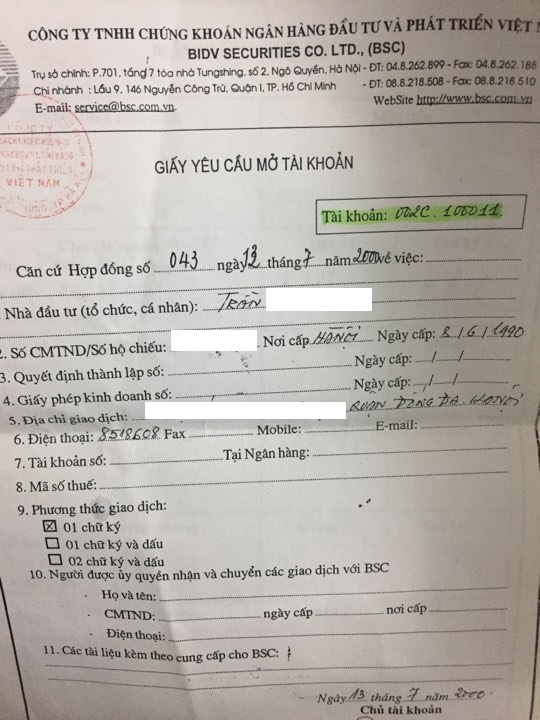 CÔNG TY TNHH CHỨNG KHOÁN NGÂN HÀNG ĐẦU TƯ VÀ PHÁT TRIỂN VIỆT
BIDV SECURITIES CO. LTD., (BSC)
Trụ sở chính: P.701, tầng 7 tòa nhà Tungshing, số 2, Ngô Quyền, Hà Nội - ĐT: 04.8.262.899 - Fax: 04.8.262.188
Chi nhánh : Lầu 9, 146 Nguyễn Công Trứ, Quận I, TP. Hồ Chí Minh - ĐT: 08.8.218.508 - Fax: 08.8.218.510
E-mail: service@bsc.com.vn. WebSite http://www.bsc.com.vn
VIỆT NAM
GIẤY YÊU CẦU MỞ TÀI KHOẢN
Tài khoản: 002C.100011
Căn cứ Hợp đồng số 043 ngày 13 tháng 7 năm 2000 về việc:
Nhà đầu tư (tổ chức, cá nhân): TRẦN
2. Số CMTND/Số hộ chiếu: Nơi cấp HÀNỘI Ngày cấp: 8/6/1990
3. Quyết định thành lập số: Ngày cấp: / /
4. Giấy phép kinh doanh số: Ngày cấp: / /
5. Địa chỉ giao dịch: QUẬN ĐỐNG ĐA HÀNỘI
6. Điện thoại: 8518608 Fax Mobile: E-mail:
7. Tài khoản số: Tại Ngân hàng:
8. Mã số thuế:
9. Phương thức giao dịch:
01 chữ ký
01 chữ ký và dấu
02 chữ ký và dấu
10. Người được ủy quyền nhận và chuyển các giao dịch với BSC
- Họ và tên:
- CMTND: ngày cấp nơi cấp
- Điện thoại:
11. Các tài liệu kèm theo cung cấp cho BSC:
Ngày 13 tháng 7 năm 2000
Chủ tài khoản